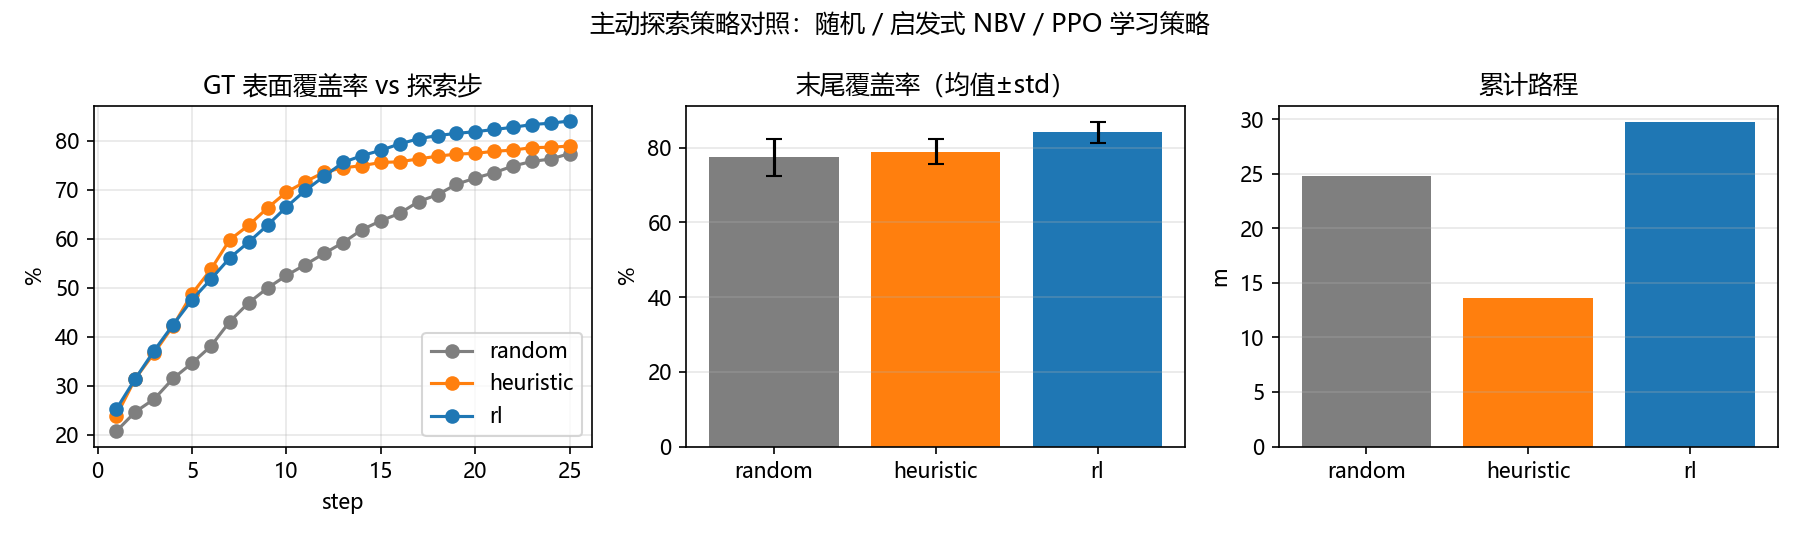 主动探索策略对照：随机 / 启发式 NBV / PPO 学习策略
GT 表面覆盖率 vs 探索步
%
80
70
60
50
40
30
20
0
5
10
15
20
25
step
random
heuristic
rl
末尾覆盖率（均值±std）
%
80
60
40
20
0
random
heuristic
rl
累计路程
m
30
25
20
15
10
5
0
random
heuristic
rl